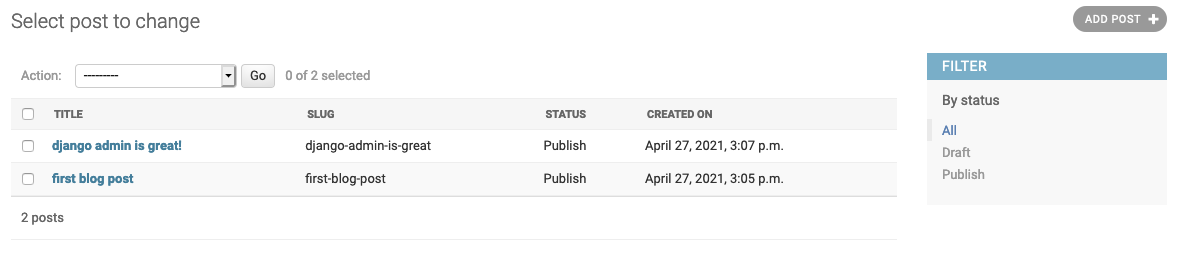 Select post to change
ADD POST +
Action: --------- Go 0 of 2 selected
TITLE SLUG STATUS CREATED ON
django admin is great! django-admin-is-great Publish April 27, 2021, 3:07 p.m.
first blog post first-blog-post Publish April 27, 2021, 3:05 p.m.
2 posts
FILTER
By status
All
Draft
Publish